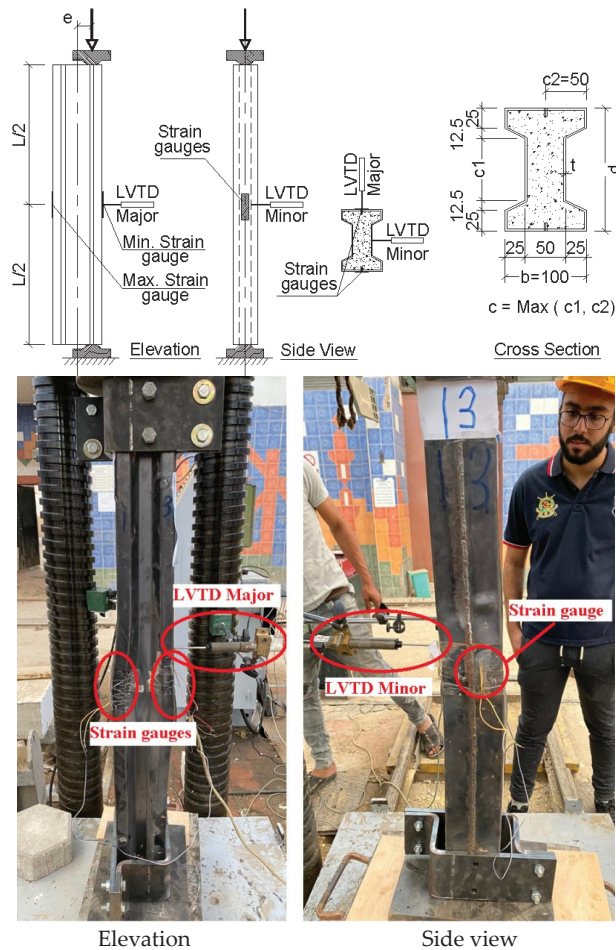 e
L/2
L/2
LVTD
Major
Min. Strain
gauge
Max. Strain
gauge
Elevation
Strain
gauges
LVTD
Minor
Side View
LVTD
Major
LVTD
Minor
Strain
gauges
c2=50
25
12.5
c1
12.5
25
t
d
25 50 25
b=100
c = Max ( c1, c2)
Cross Section
3
LVTD Major
Strain gauges
Elevation
13
13
Strain gauge
LVTD Minor
Side view